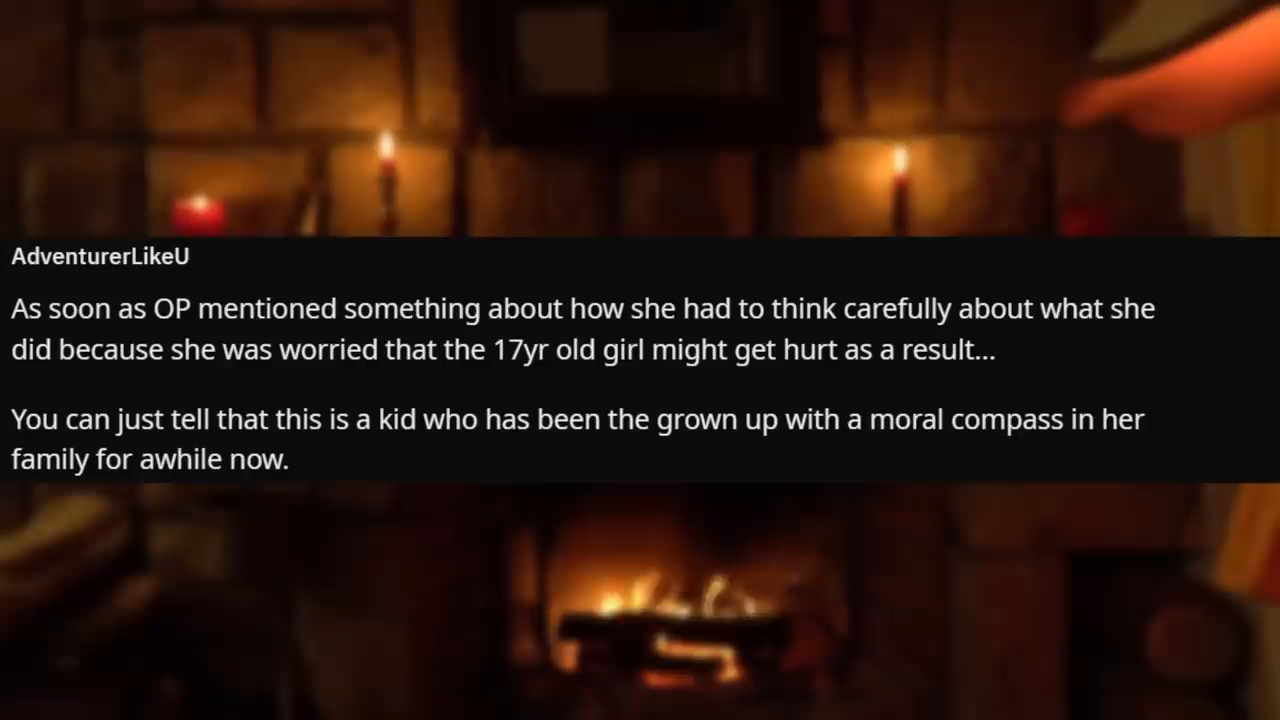 AdventurerLikeU
As soon as OP mentioned something about how she had to think carefully about what she
did because she was worried that the 17yr old girl might get hurt as a result...
You can just tell that this is a kid who has been the grown up with a moral compass in her
family for awhile now.